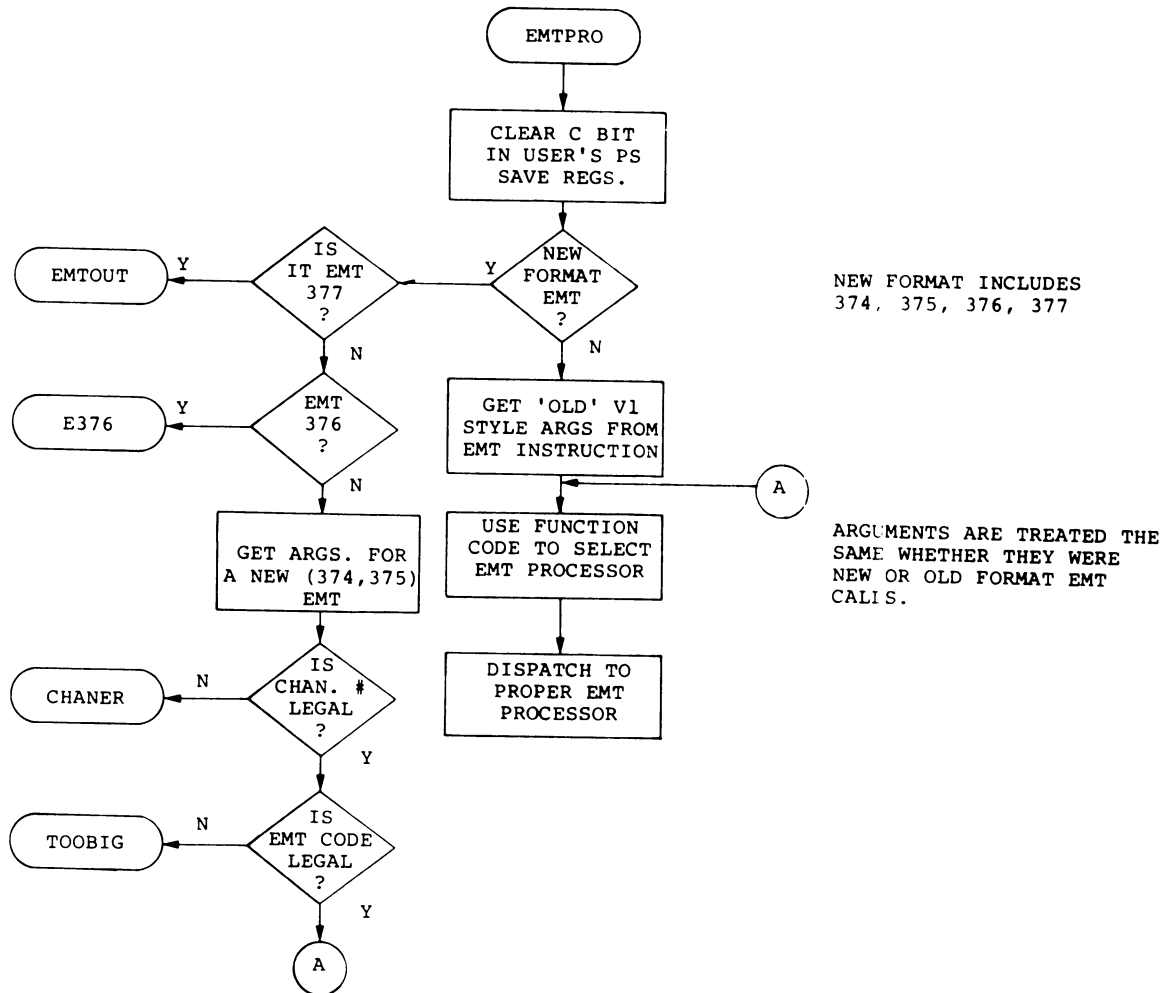 EMTPRO
CLEAR C BIT
IN USER'S PS
SAVE REGS.
NEW
FORMAT
EMT
?
Y
N
NEW FORMAT INCLUDES
374, 375, 376, 377
IS
IT EMT
377
?
Y
N
EMTOUT
EMT
376
?
Y
N
E376
GET 'OLD' V1
STYLE ARGS FROM
EMT INSTRUCTION
A
USE FUNCTION
CODE TO SELECT
EMT PROCESSOR
ARGUMENTS ARE TREATED THE
SAME WHETHER THEY WERE
NEW OR OLD FORMAT EMT
CALLS.
DISPATCH TO
PROPER EMT
PROCESSOR
GET ARGS. FOR
A NEW (374,375)
EMT
IS
CHAN. #
LEGAL
?
N
Y
CHANER
IS
EMT CODE
LEGAL
?
N
Y
TOOBIG
A